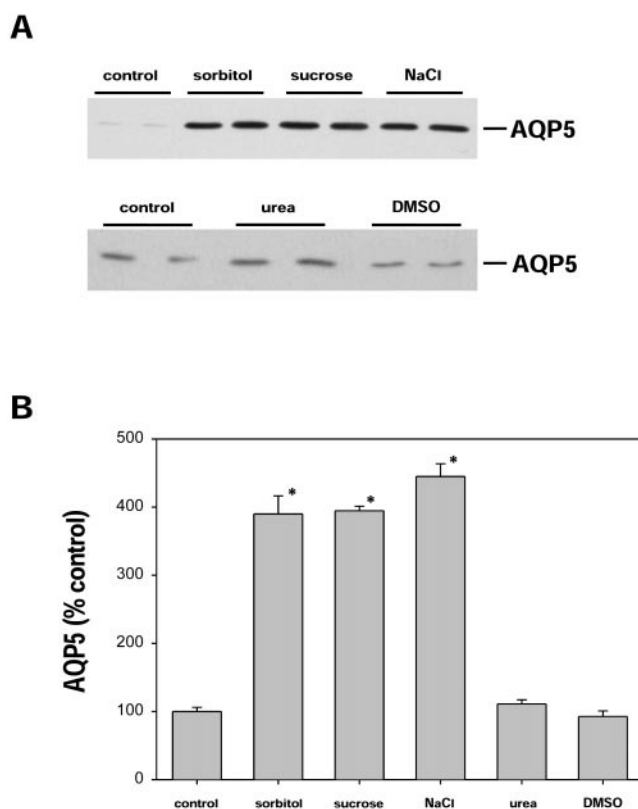 A
control sorbitol sucrose NaCl
AQP5
control urea DMSO
AQP5
B
AQP5 (% control)
500
400
300
200
100
0
* * *
control sorbitol sucrose NaCl urea DMSO